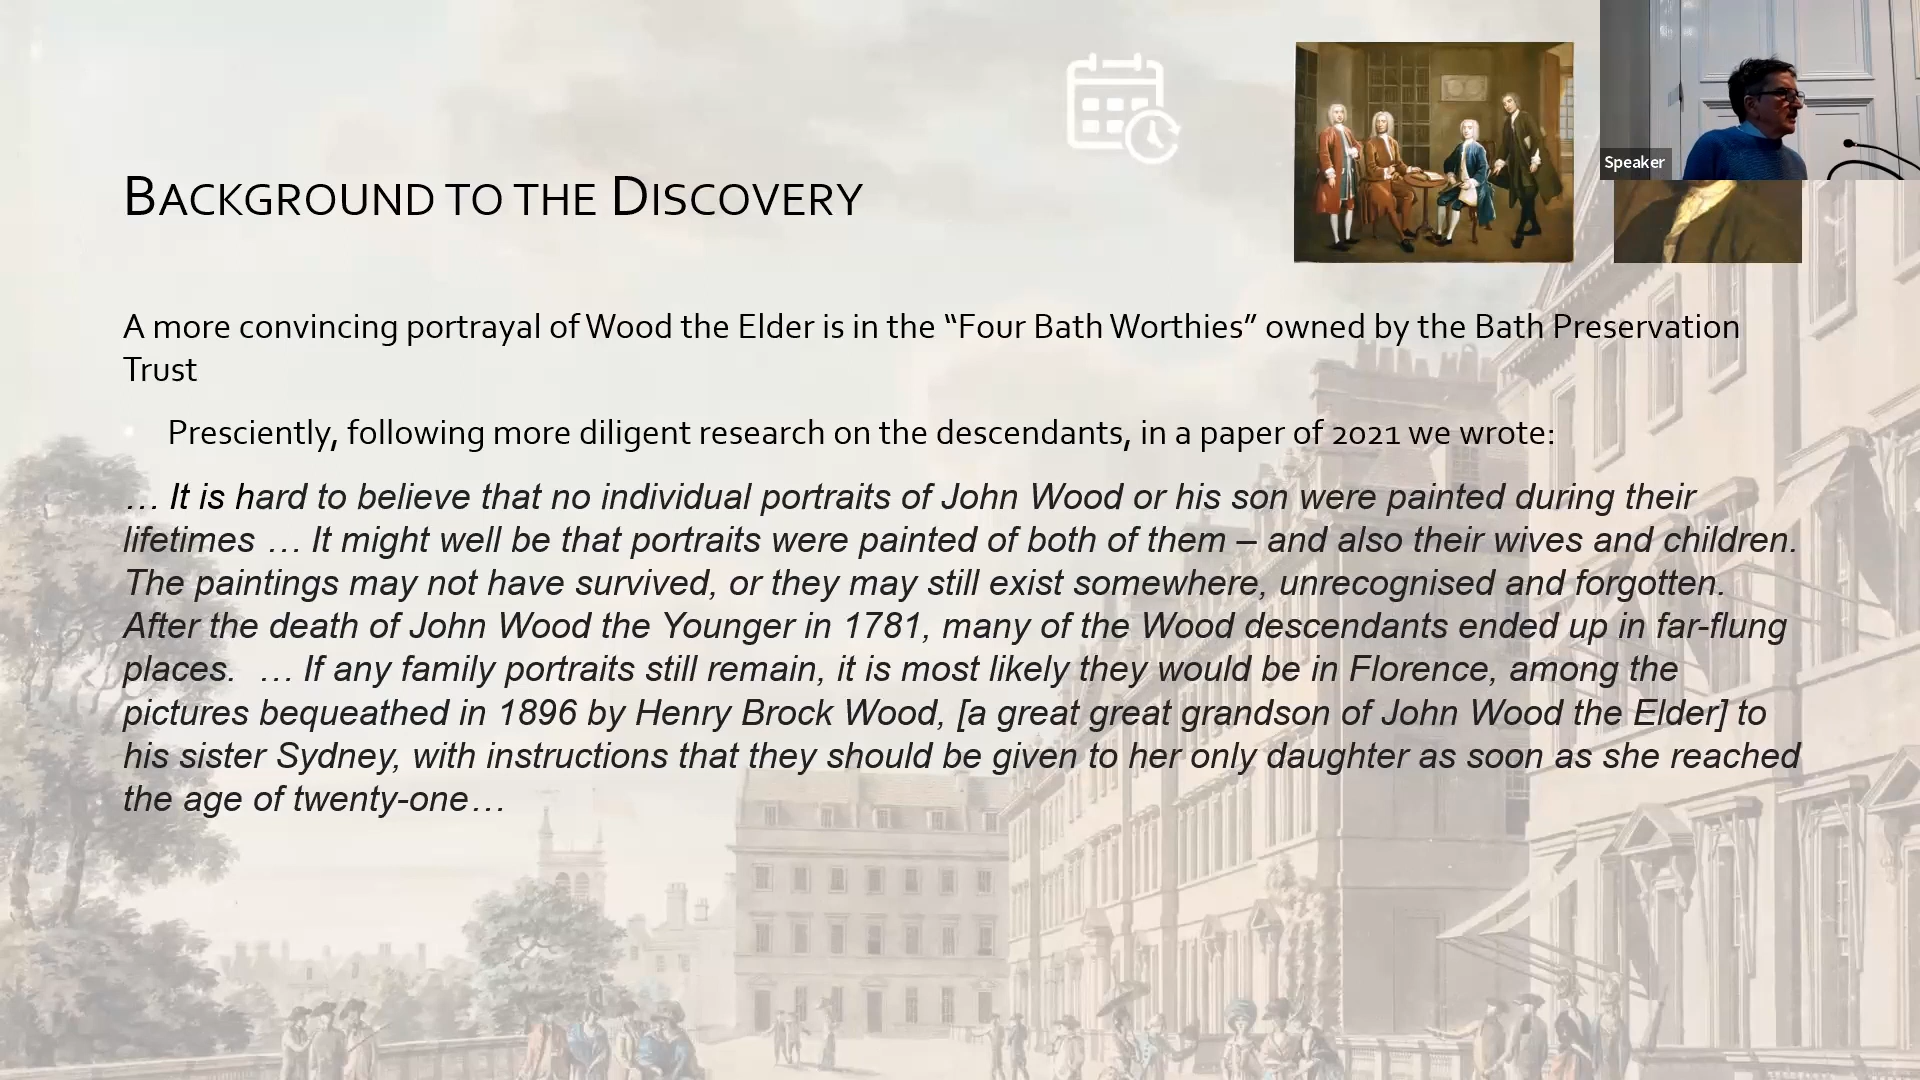 Speaker
BACKGROUND TO THE DISCOVERY
A more convincing portrayal of Wood the Elder is in the “Four Bath Worthies” owned by the Bath Preservation
Trust
Presciently, following more diligent research on the descendants, in a paper of 2021 we wrote:
… It is hard to believe that no individual portraits of John Wood or his son were painted during their
lifetimes … It might well be that portraits were painted of both of them – and also their wives and children.
The paintings may not have survived, or they may still exist somewhere, unrecognised and forgotten.
After the death of John Wood the Younger in 1781, many of the Wood descendants ended up in far-flung
places. … If any family portraits still remain, it is most likely they would be in Florence, among the
pictures bequeathed in 1896 by Henry Brock Wood, [a great great grandson of John Wood the Elder] to
his sister Sydney, with instructions that they should be given to her only daughter as soon as she reached
the age of twenty-one…